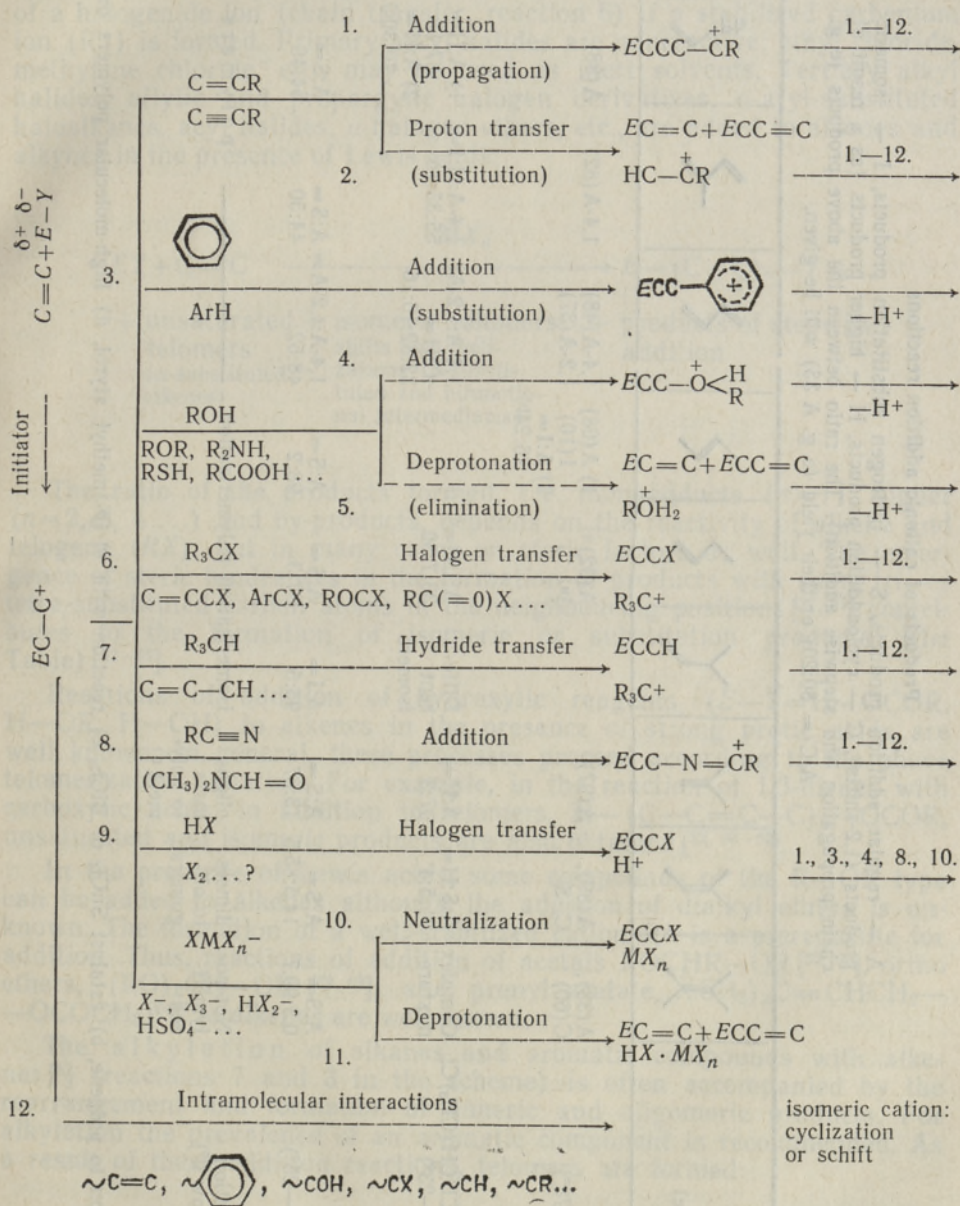 1. Addition
ECCC—C⁺R 1.—12.
(propagation)
C=CR
C≡CR
Proton transfer EC=C+ECC=C
1.—12.
2. (substitution) HC—C⁺R
δ+ δ−
C=C+E—Y
3. Addition
ECC— +
ArH (substitution) —H⁺
4. Addition
ECC—O⁺<H
R
—H⁺
ROH
ROR, R₂NH,
RSH, RCOOH...
Deprotonation EC=C+ECC=C
5. (elimination) RO⁺H₂ —H⁺
Initiator
6. R₃CX Halogen transfer ECCX 1.—12.
C=CCX, ArCX, ROCX, RC(=0)X... R₃C⁺
EC—C⁺
7. R₃CH Hydride transfer ECCH 1.—12.
C=C—CH... R₃C⁺
8. RC≡N Addition ECC—N=C⁺R 1.—12.
(CH₃)₂NCH=O
9. HX Halogen transfer ECCX
H⁺ 1., 3., 4., 8., 10.
X₂...?
10. Neutralization ECCX
MXₙ
XMXₙ⁻
X⁻, X₃⁻, HX₂⁻,
HSO₄⁻...
Deprotonation EC=C+ECC=C
11. HX·MXₙ
12. Intramolecular interactions isomeric cation:
cyclization
or schift
~C=C, ~ , ~COH, ~CX, ~CH, ~CR...